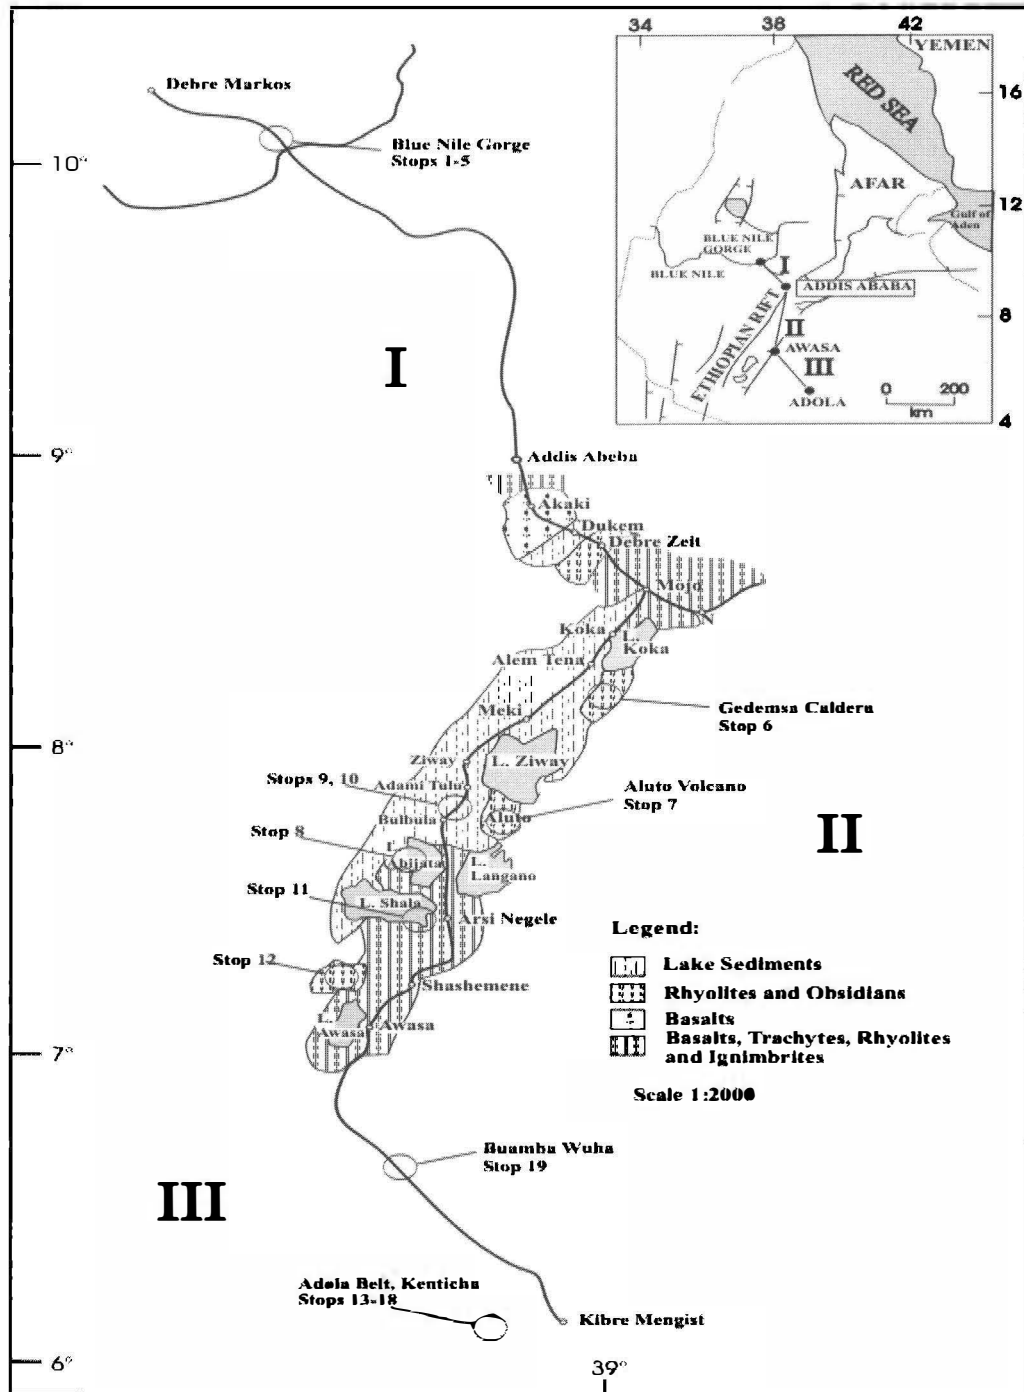 34 38 42
YEMEN
RED SEA
16
AFAR
12
Gulf of
Aden
BLUE NILE
GORGE
BLUE NILE
I
ADDIS ABABA
8
ETHIOPIAN RIFT
II
AWASA
III
ADOLA
0 200
km
4
Debre Markos
Blue Nile Gorge
Stops 1-5
10°
I
9°
Addis Abeba
Akaki
Dukem
Debre Zeit
Mojo
N
Koka
L.
Koka
Alem Tena
Meki
Gedemsa Caldera
Stop 6
8°
Ziway
L. Ziway
Stops 9, 10
Adami Tulu
Aluto Volcano
Stop 7
Bulbula
Aluto
II
Stop 8
L.
Abijata
L.
Langano
Stop 11
L. Shala
Arsi Negele
Stop 12
Shashemene
L.
Awasa
Awasa
7°
Legend:
Lake Sediments
Rhyolites and Obsidians
Basalts
Basalts, Trachytes, Rhyolites
and Ignimbrites
Scale 1:2000
Buamba Wuha
Stop 19
III
Adola Belt, Kenticha
Stops 13-18
Kibre Mengist
6°
39°